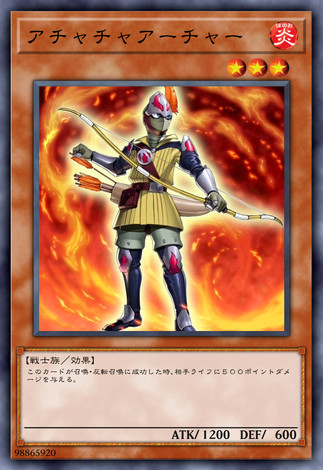 アチャチャアーチャー
炎
【戦士族／効果】
このカードが召喚・反転召喚に成功した時、相手ライフに５００ポイントダメ
ージを与える。
ATK/ 1200 DEF/ 600
98865920